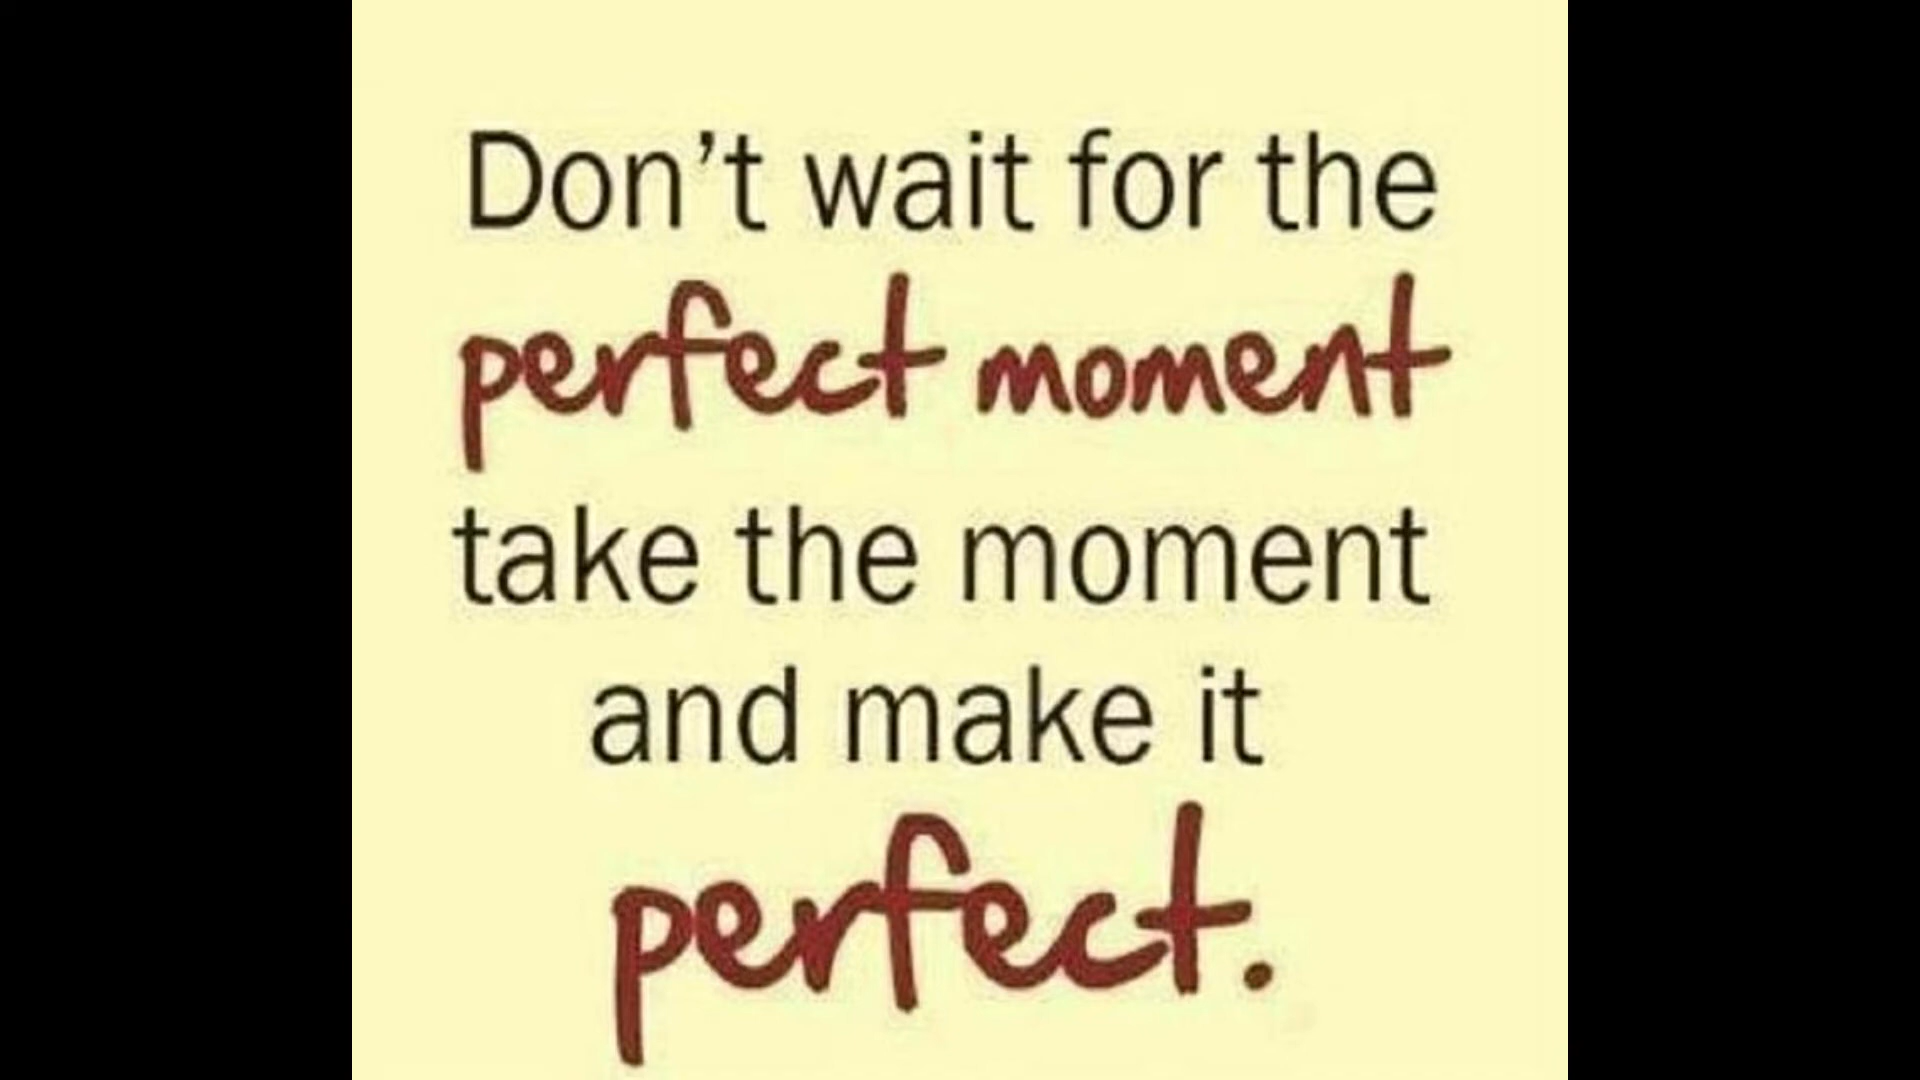 Don't wait for the
perfect moment
take the moment
and make it
perfect.